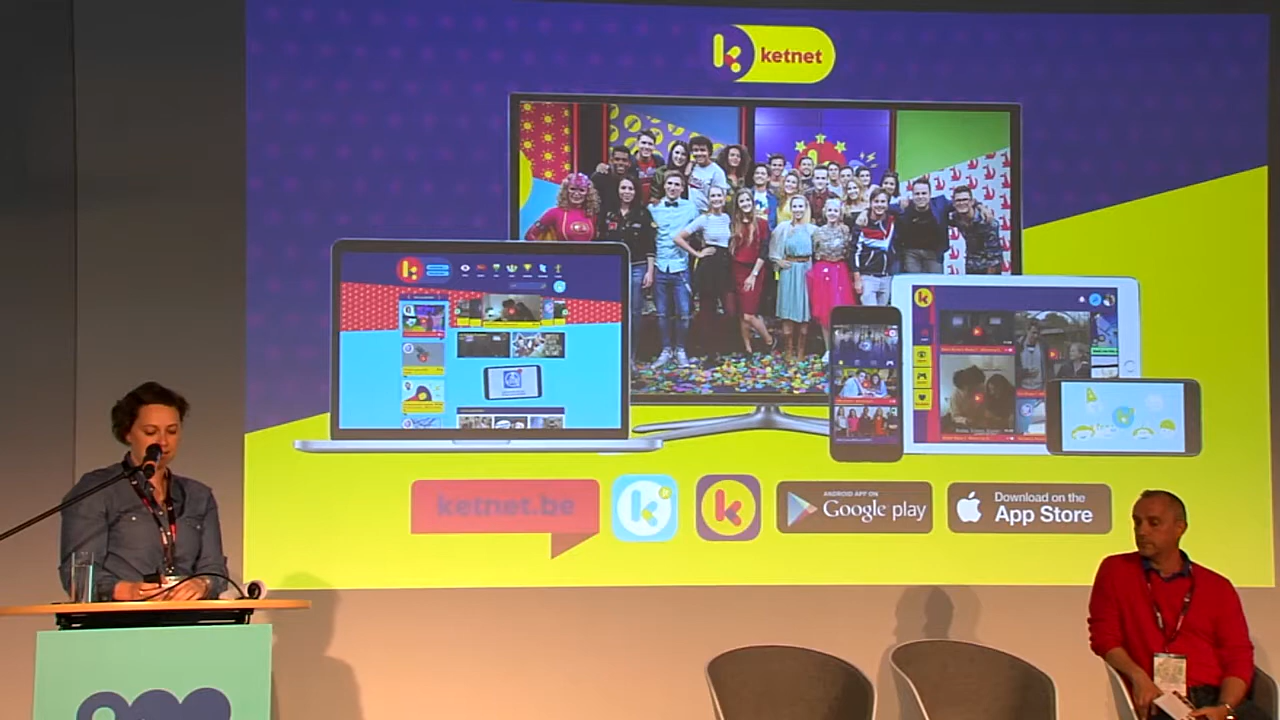 ketnet
ketnet.be
ANDROID APP ON
Google play
Download on the
App Store